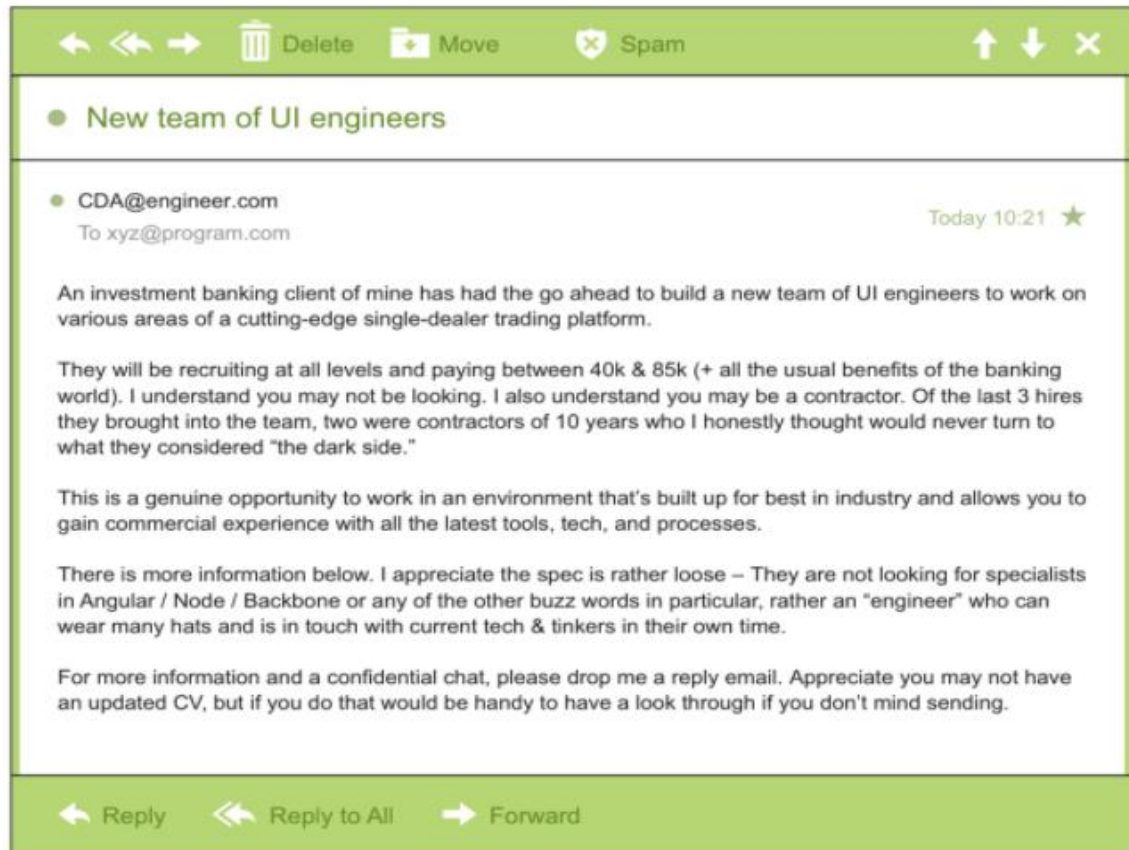 Delete Move Spam
New team of UI engineers
CDA@engineer.com
To xyz@program.com
Today 10:21
An investment banking client of mine has had the go ahead to build a new team of UI engineers to work on
various areas of a cutting-edge single-dealer trading platform.
They will be recruiting at all levels and paying between 40k & 85k (+ all the usual benefits of the banking
world). I understand you may not be looking. I also understand you may be a contractor. Of the last 3 hires
they brought into the team, two were contractors of 10 years who I honestly thought would never turn to
what they considered “the dark side.”
This is a genuine opportunity to work in an environment that’s built up for best in industry and allows you to
gain commercial experience with all the latest tools, tech, and processes.
There is more information below. I appreciate the spec is rather loose – They are not looking for specialists
in Angular / Node / Backbone or any of the other buzz words in particular, rather an “engineer” who can
wear many hats and is in touch with current tech & tinkers in their own time.
For more information and a confidential chat, please drop me a reply email. Appreciate you may not have
an updated CV, but if you do that would be handy to have a look through if you don’t mind sending.
Reply Reply to All Forward